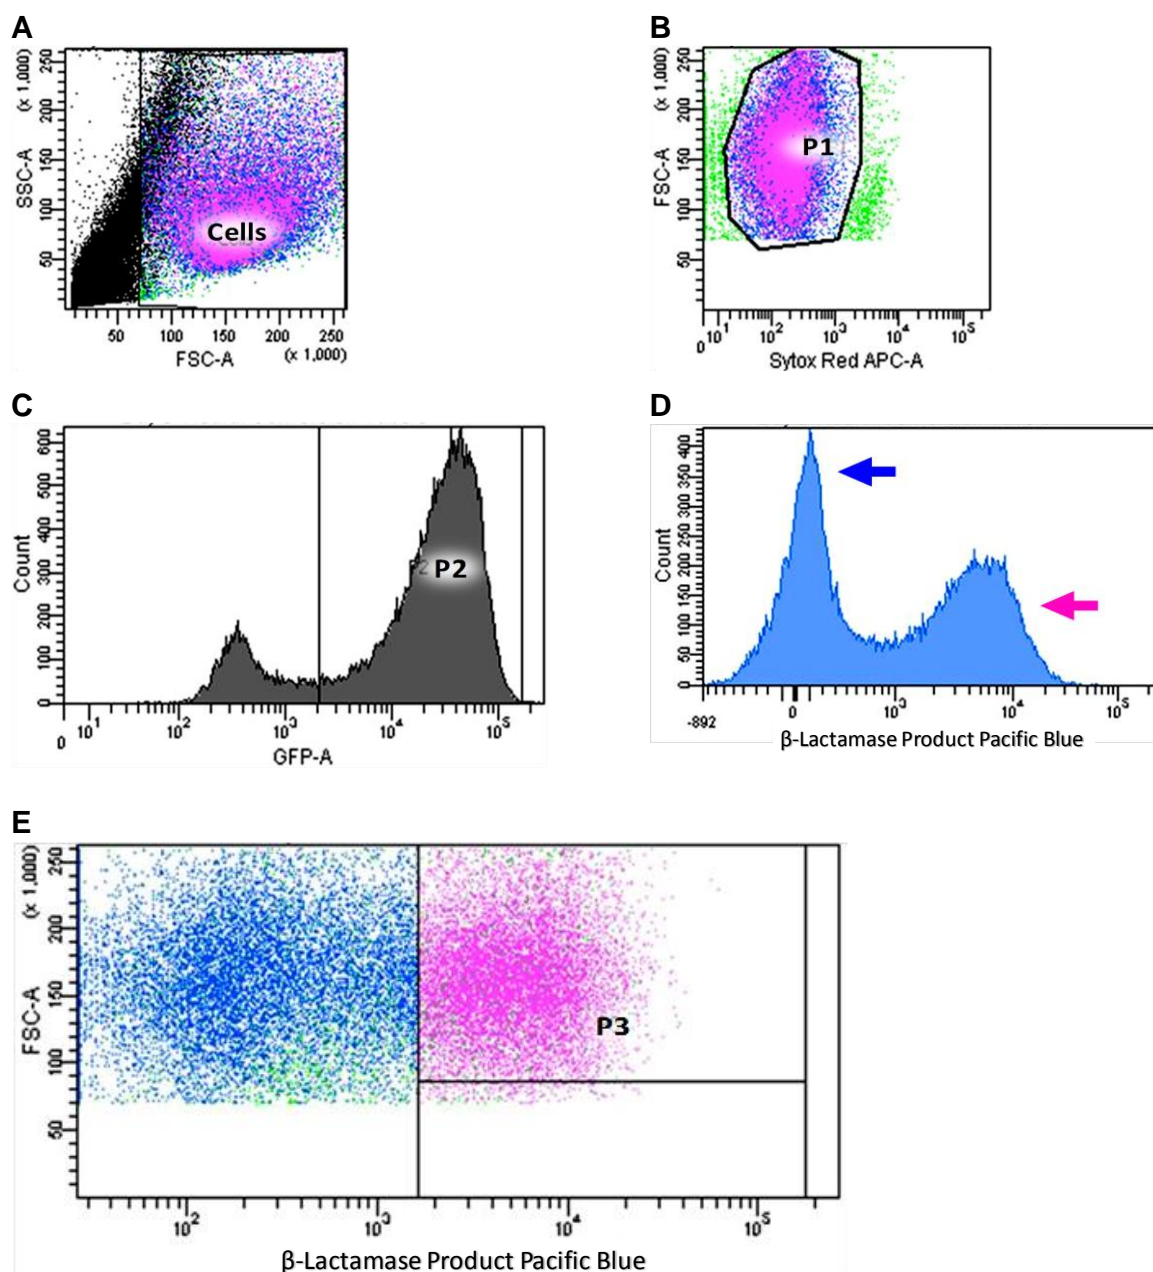 A
(x 1,000)
250
200
150
100
50
SSC-A
Cells
50 100 150 200 250
FSC-A (x 1,000)
B
(x 1,000)
250
200
150
100
50
FSC-A
P1
0 10¹ 10² 10³ 10⁴ 10⁵
Sytox Red APC-A
C
600
500
400
300
200
100
0
Count
P2
0 10¹ 10² 10³ 10⁴ 10⁵
GFP-A
D
400
350
300
250
200
150
100
50
0
Count
-892 0 10³ 10⁴ 10⁵
β-Lactamase Product Pacific Blue
E
(x 1,000)
250
200
150
100
50
FSC-A
P3
10² 10³ 10⁴ 10⁵
β-Lactamase Product Pacific Blue